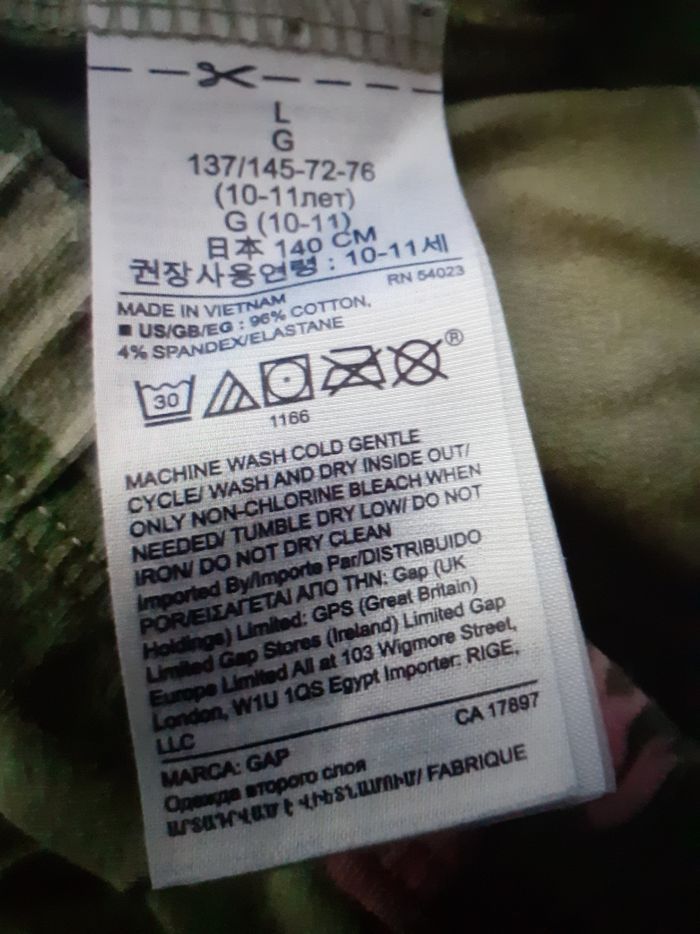 L
G
137/145-72-76
(10-11лет)
G (10-11)
日本 140 CM
권장사용연령 : 10-11세
RN 54023
MADE IN VIETNAM
■ US/GB/EG : 96% COTTON,
4% SPANDEX/ELASTANE
30
®
1166
MACHINE WASH COLD GENTLE
CYCLE/ WASH AND DRY INSIDE OUT/
ONLY NON-CHLORINE BLEACH WHEN
NEEDED/ TUMBLE DRY LOW/ DO NOT
IRON/ DO NOT DRY CLEAN
Imported By/Importe Par/DISTRIBUIDO
POR/ΕΙΣΑΓΕΤΑΙ ΑΠΟ ΤΗΝ: Gap (UK
Holdings) Limited: GPS (Great Britain)
Limited Gap Stores (Ireland) Limited Gap
Europe Limited All at 103 Wigmore Street,
London, W1U 1QS Egypt Importer: RIGE,
LLC
CA 17897
MARCA: GAP
Одежда второго слоя
ԱՐՏԱԴՐՎԱԾ Է ՎԻԵՏՆԱՄՈՒՄ/ FABRIQUE